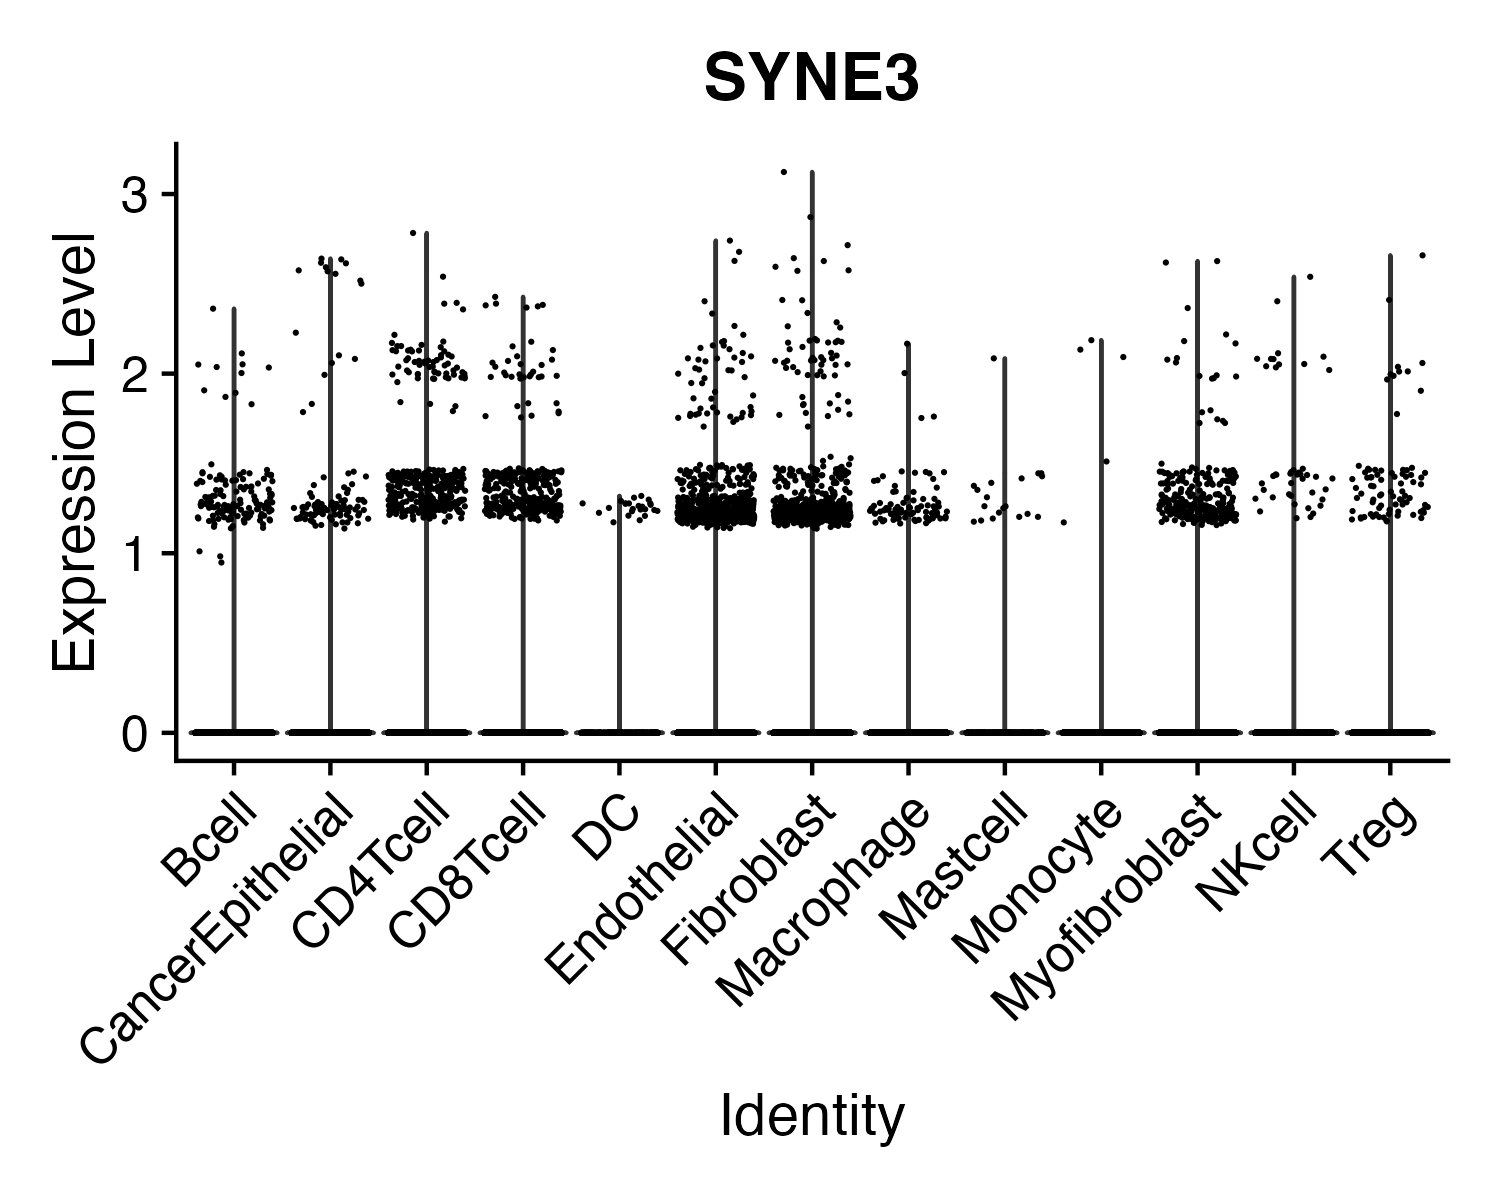 SYNE3
Expression Level
3
2
1
0
Bcell
CancerEpithelial
CD4Tcell
CD8Tcell
DC
Endothelial
Fibroblast
Macrophage
Mastcell
Monocyte
Myofibroblast
NKcell
Treg
Identity